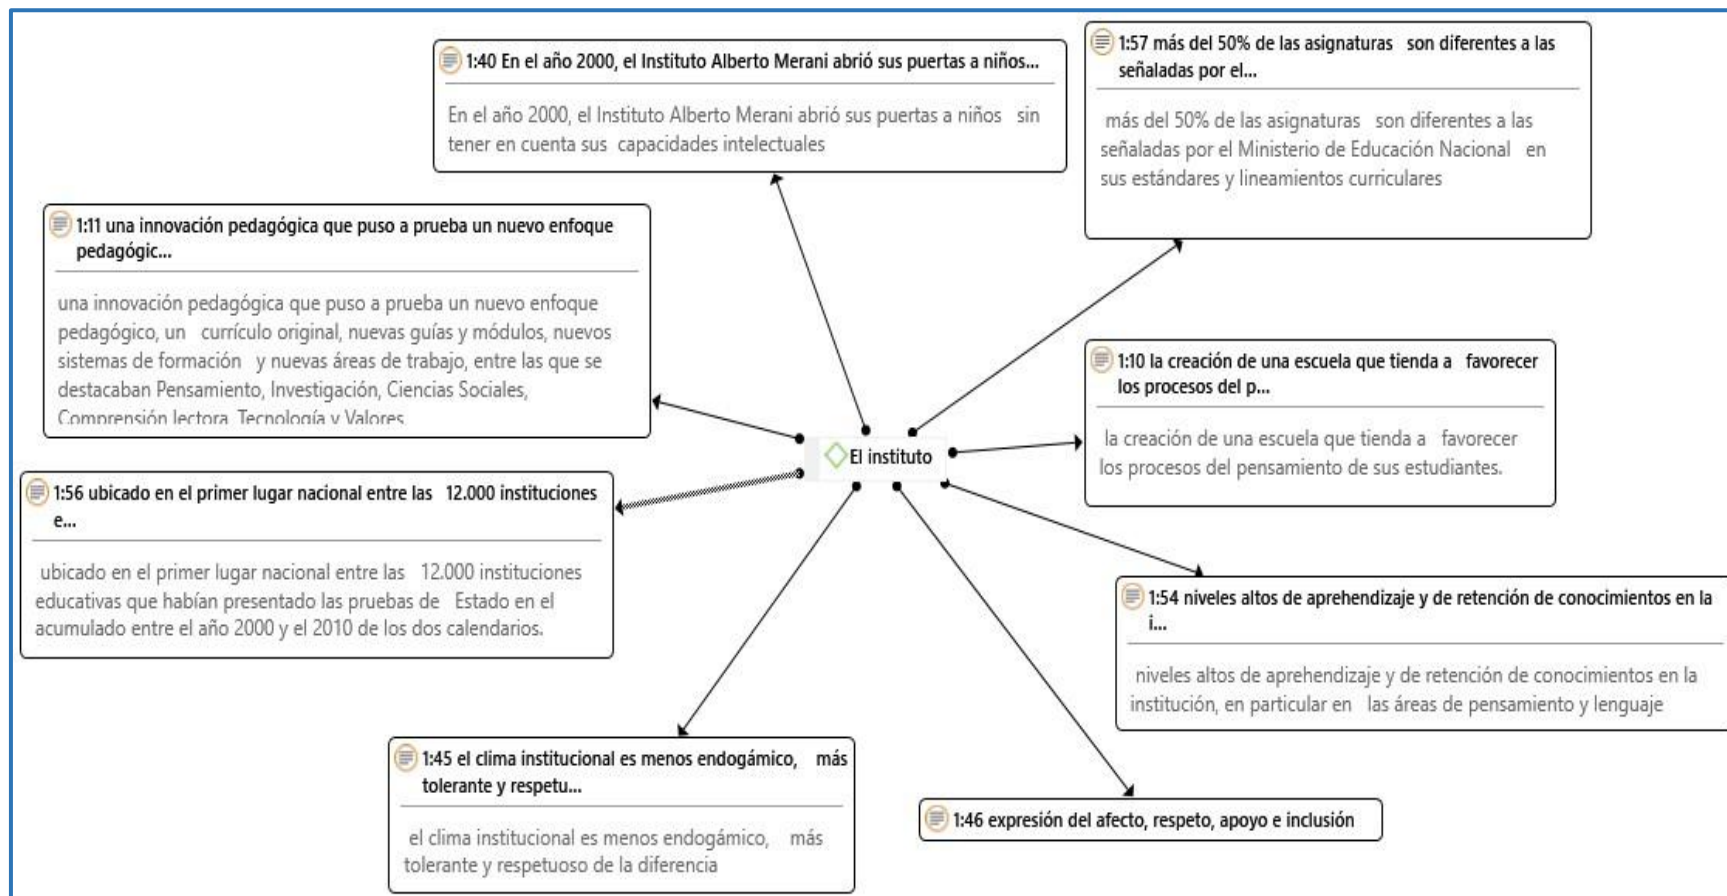 1:40 En el año 2000, el Instituto Alberto Merani abrió sus puertas a niños...
En el año 2000, el Instituto Alberto Merani abrió sus puertas a niños sin
tener en cuenta sus capacidades intelectuales
1:57 más del 50% de las asignaturas son diferentes a las
señaladas por el...
más del 50% de las asignaturas son diferentes a las
señaladas por el Ministerio de Educación Nacional en
sus estándares y lineamientos curriculares
1:11 una innovación pedagógica que puso a prueba un nuevo enfoque
pedagógic...
una innovación pedagógica que puso a prueba un nuevo enfoque
pedagógico, un currículo original, nuevas guías y módulos, nuevos
sistemas de formación y nuevas áreas de trabajo, entre las que se
destacaban Pensamiento, Investigación, Ciencias Sociales,
Comprensión lectora, Tecnología y Valores
1:10 la creación de una escuela que tienda a favorecer
los procesos del p...
la creación de una escuela que tienda a favorecer
los procesos del pensamiento de sus estudiantes.
El instituto
1:56 ubicado en el primer lugar nacional entre las 12.000 instituciones
e...
ubicado en el primer lugar nacional entre las 12.000 instituciones
educativas que habían presentado las pruebas de Estado en el
acumulado entre el año 2000 y el 2010 de los dos calendarios.
1:54 niveles altos de aprehendizaje y de retención de conocimientos en la
i...
niveles altos de aprehendizaje y de retención de conocimientos en la
institución, en particular en las áreas de pensamiento y lenguaje
1:45 el clima institucional es menos endogámico, más
tolerante y respetu...
el clima institucional es menos endogámico, más
tolerante y respetuoso de la diferencia
1:46 expresión del afecto, respeto, apoyo e inclusión